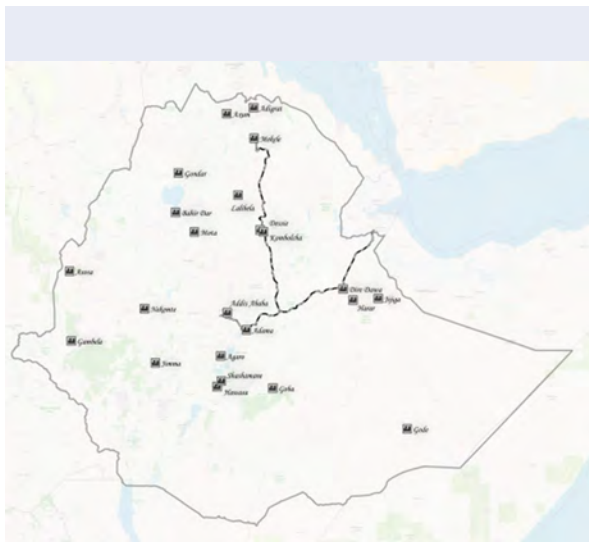 Adigrat
Axum
Mekele
Gondar
Lalibela
Bahir Dar
Mota
Dessie
Kombolcha
Assosa
Dire Dawa
Jijiga
Harar
Nekemte
Addis Ababa
Adama
Gambela
Jimma
Shashamane
Hawassa
Goba
Gode